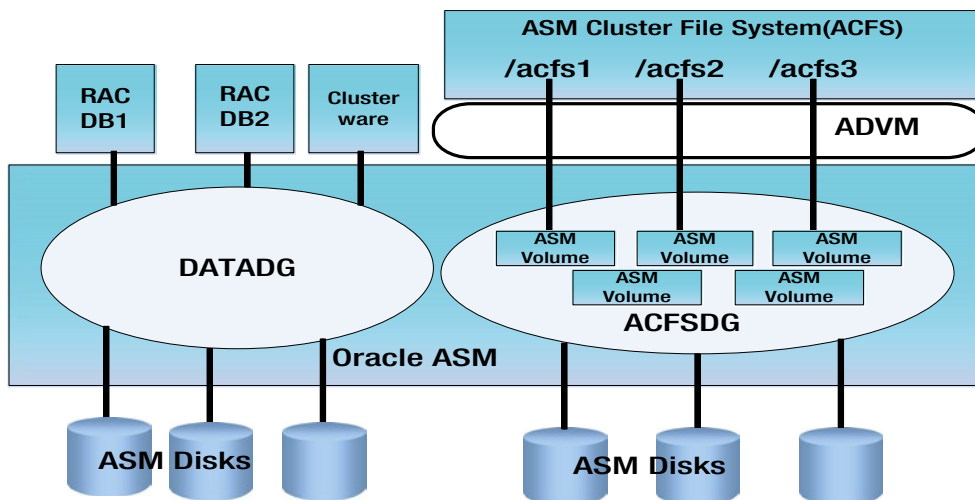 ASM Cluster File System(ACFS)
/acfs1
/acfs2
/acfs3
RAC
DB1
RAC
DB2
Cluster
ware
ADVM
DATADG
ASM
Volume
ASM
Volume
ASM
Volume
ASM
Volume
ASM
Volume
ACFSDG
Oracle ASM
ASM Disks
ASM Disks